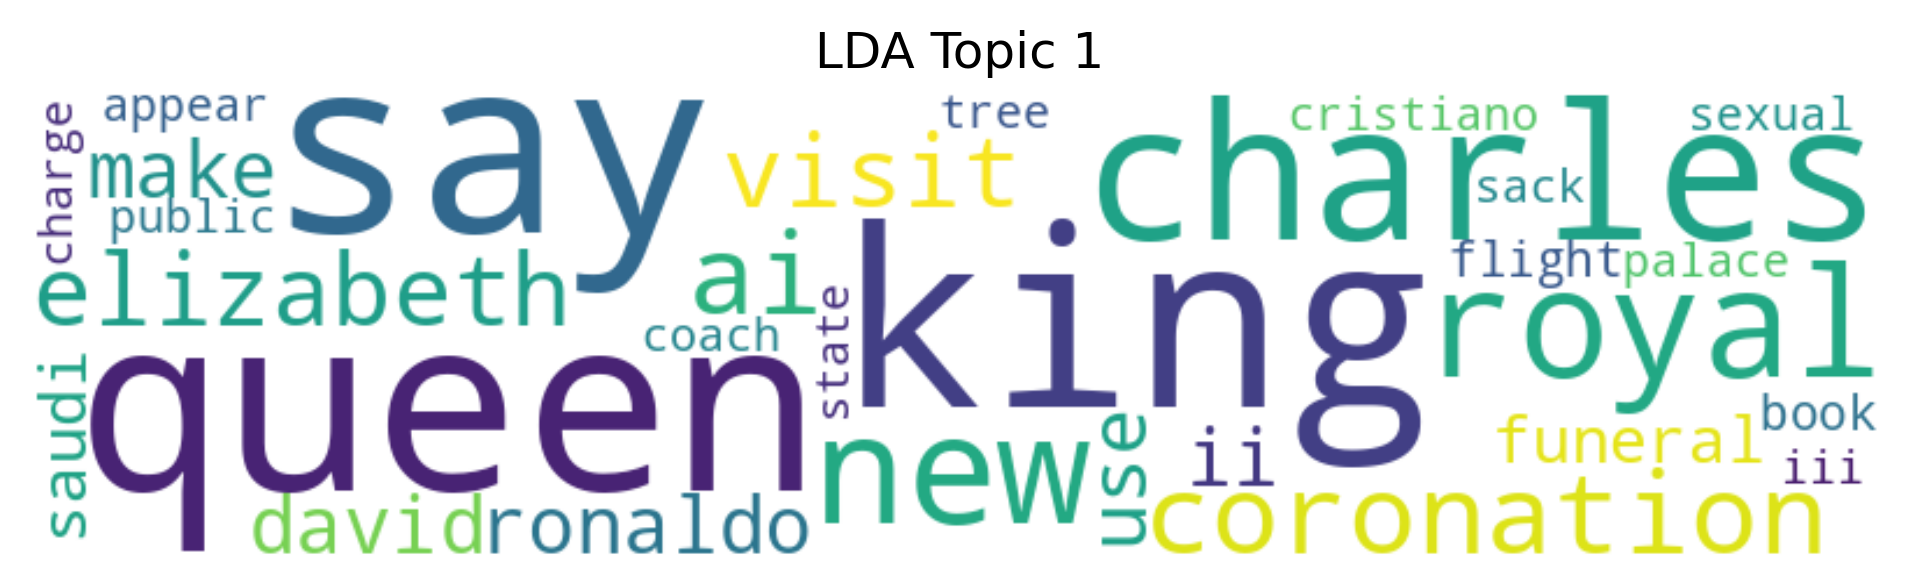 LDA Topic 1
charge
appear
make
public
say
visit
tree
charles
cristiano
sexual
sack
elizabeth
ai
coach
state
king
flight
palace
royal
saudi
queen
david
ronaldo
new
use
ii
funeral
book
iii
coronation